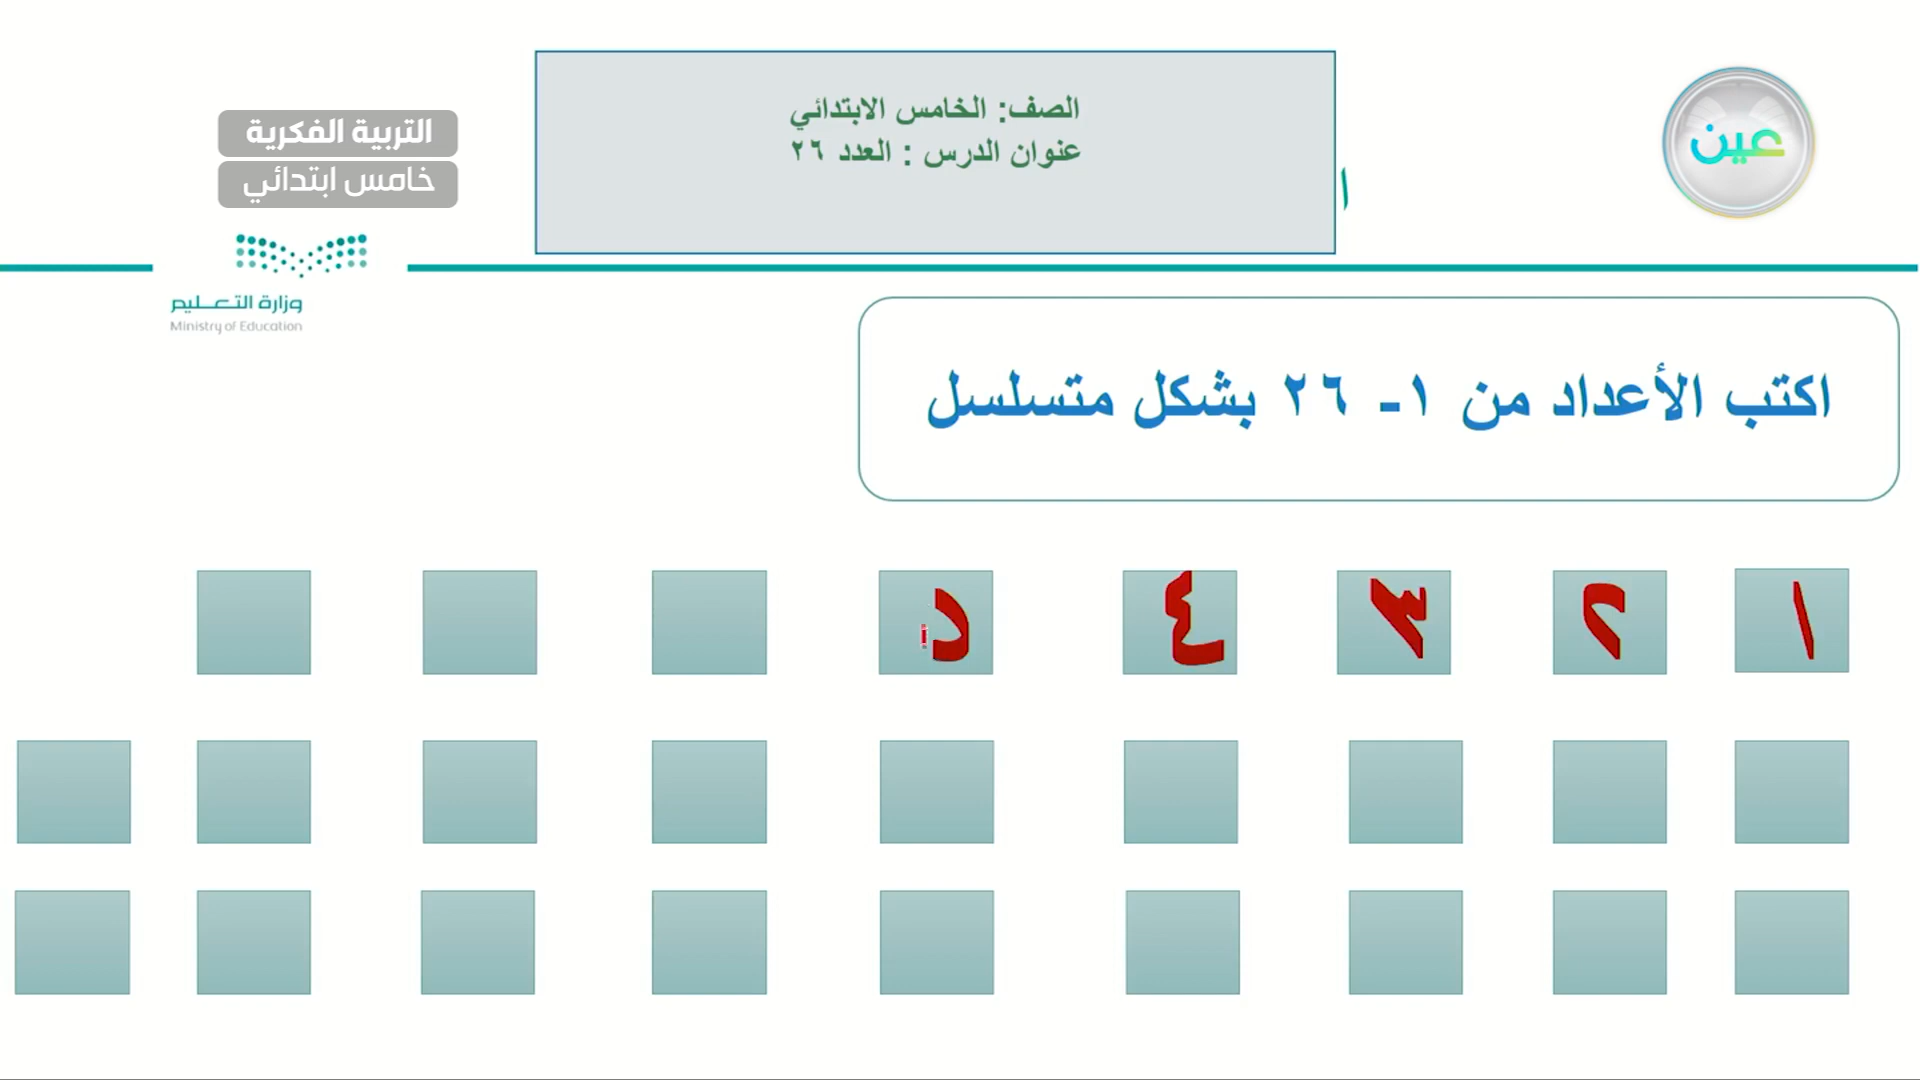 الصف: الخامس الابتدائي
عنوان الدرس : العدد ٢٦
عين
التربية الفكرية
خامس ابتدائي
وزارة التعليم
Ministry of Education
اكتب الأعداد من ١- ٢٦ بشكل متسلسل
١ ٢ ٣ ٤